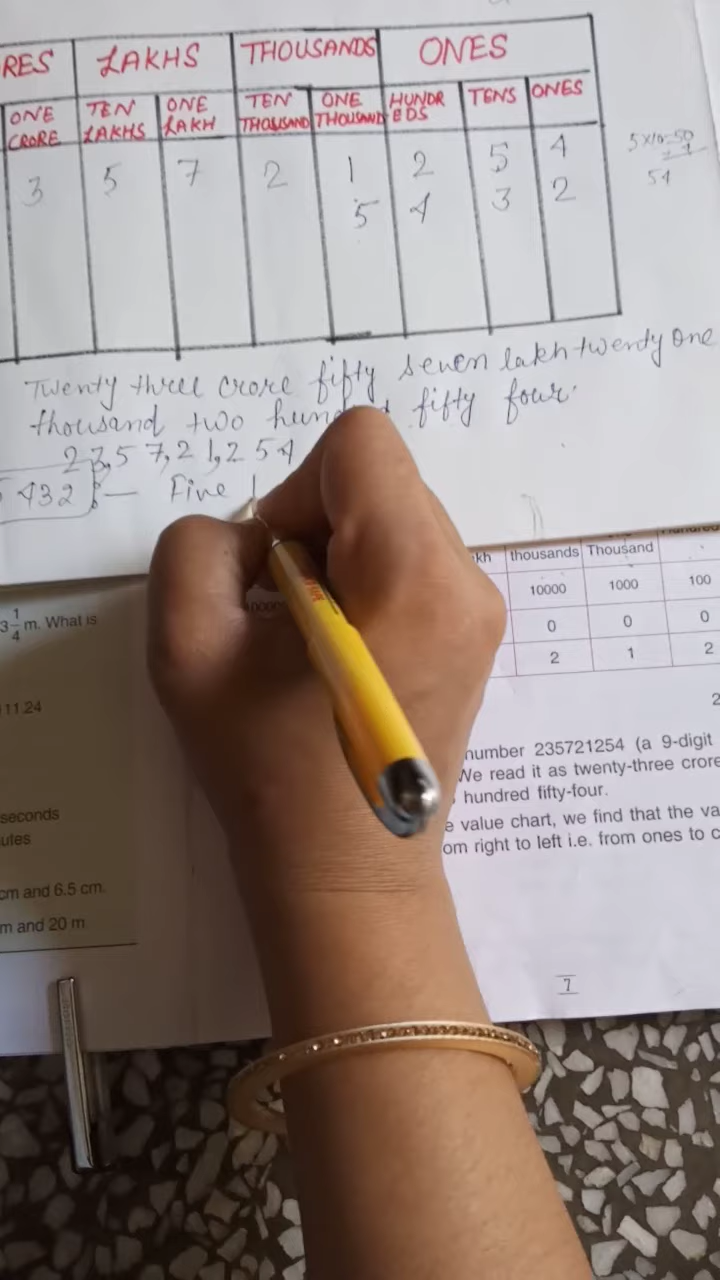 RES LAKHS THOUSANDS ONES
ONE CRORE TEN LAKHS ONE LAKH TEN THOUSAND ONE THOUSAND HUNDREDS TENS ONES
3 5 7 2 1 2 5 4
5 4 3 2
5x10=50
54
Twenty three crore fifty seven lakh twenty one
thousand two fifty four.
23,57,21,254
432 :— Five
kh thousands Thousand
10000 1000 100
0 0 0
2 1 2
2
3 1/4 m. What is
11.24
seconds
utes
cm and 6.5 cm.
m and 20 m
number 235721254 (a 9-digit
We read it as twenty-three crore
hundred fifty-four.
e value chart, we find that the va
om right to left i.e. from ones to c
7